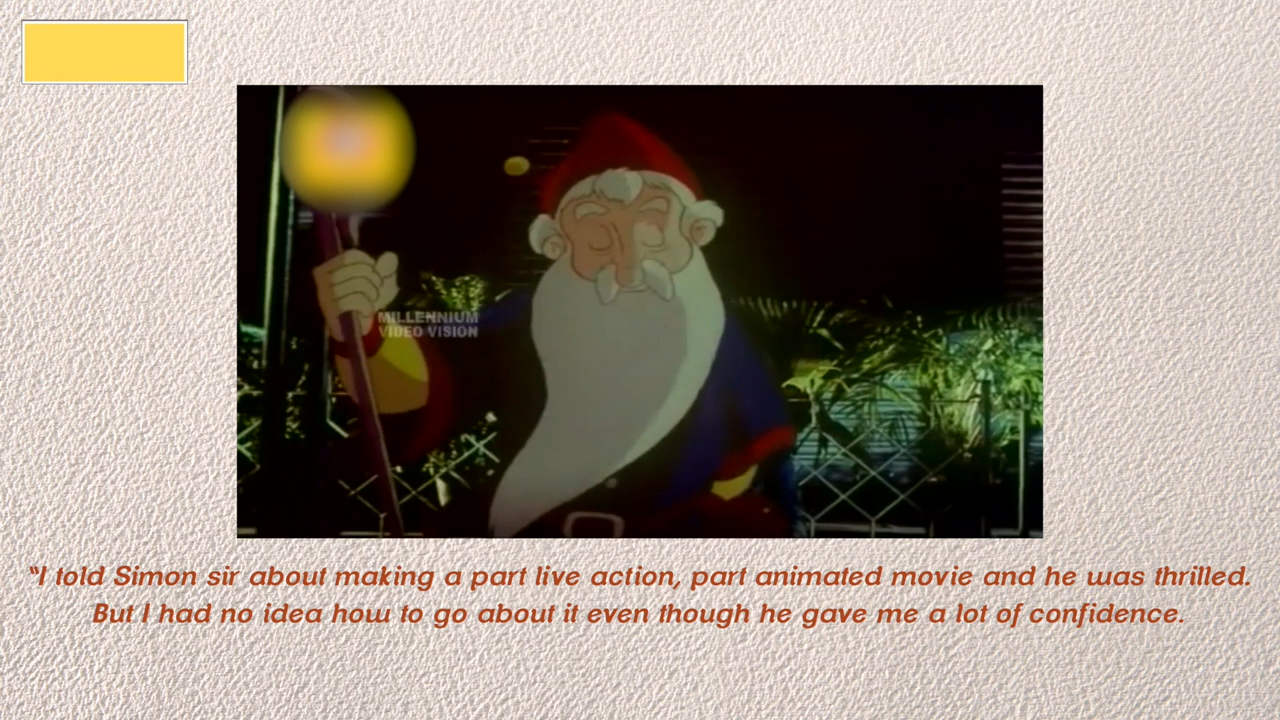 MILLENNIUM
VIDEO VISION
“I told Simon sir about making a part live action, part animated movie and he was thrilled.
But I had no idea how to go about it even though he gave me a lot of confidence.